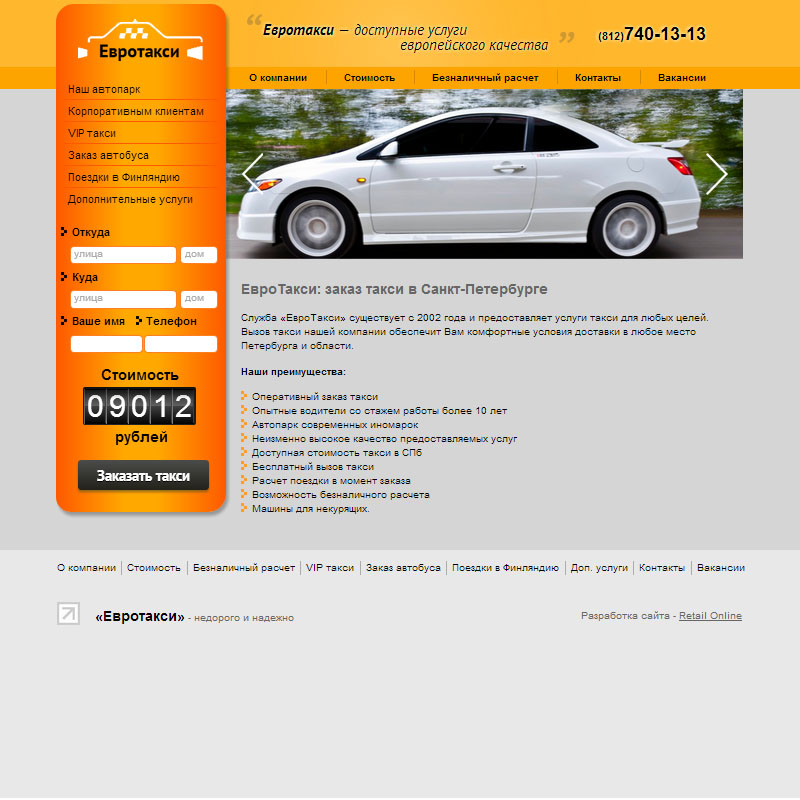 Евротакси
Наш автопарк
Корпоративным клиентам
VIP такси
Заказ автобуса
Поездки в Финляндию
Дополнительные услуги
Откуда
улица дом
Куда
улица дом
Ваше имя Телефон
Стоимость
09012
рублей
Заказать такси
“ Евротакси — доступные услуги
европейского качества ”
(812)740-13-13
О компании Стоимость Безналичный расчет Контакты Вакансии
ЕвроТакси: заказ такси в Санкт-Петербурге
Служба «ЕвроТакси» существует с 2002 года и предоставляет услуги такси для любых целей.
Вызов такси нашей компании обеспечит Вам комфортные условия доставки в любое место
Петербурга и области.
Наши преимущества:
Оперативный заказ такси
Опытные водители со стажем работы более 10 лет
Автопарк современных иномарок
Неизменно высокое качество предоставляемых услуг
Доступная стоимость такси в СПб
Бесплатный вызов такси
Расчет поездки в момент заказа
Возможность безналичного расчета
Машины для некурящих.
О компании Стоимость Безналичный расчет VIP такси Заказ автобуса Поездки в Финляндию Доп. услуги Контакты Вакансии
«Евротакси» - недорого и надежно
Разработка сайта - Retail Online